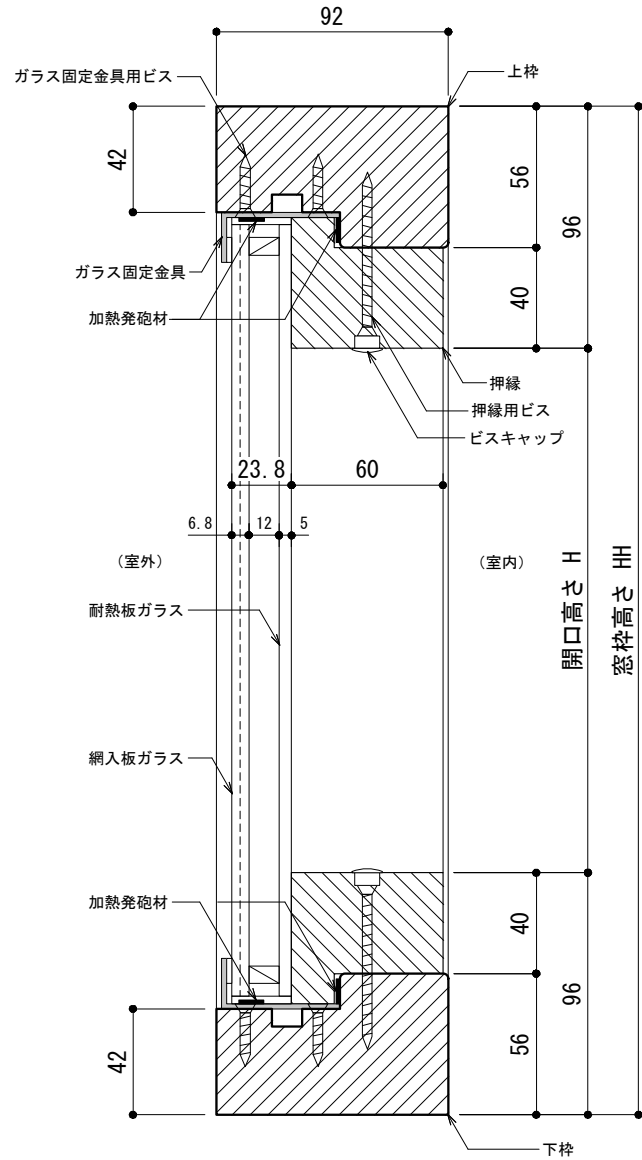 92
ガラス固定金具用ビス
上枠
42
56
96
ガラス固定金具
40
加熱発砲材
押縁
押縁用ビス
ビスキャップ
23.8
60
6.8
12
5
(室外)
(室内)
開口高さ H
窓枠高さ HH
耐熱板ガラス
網入板ガラス
加熱発砲材
40
96
42
56
下枠